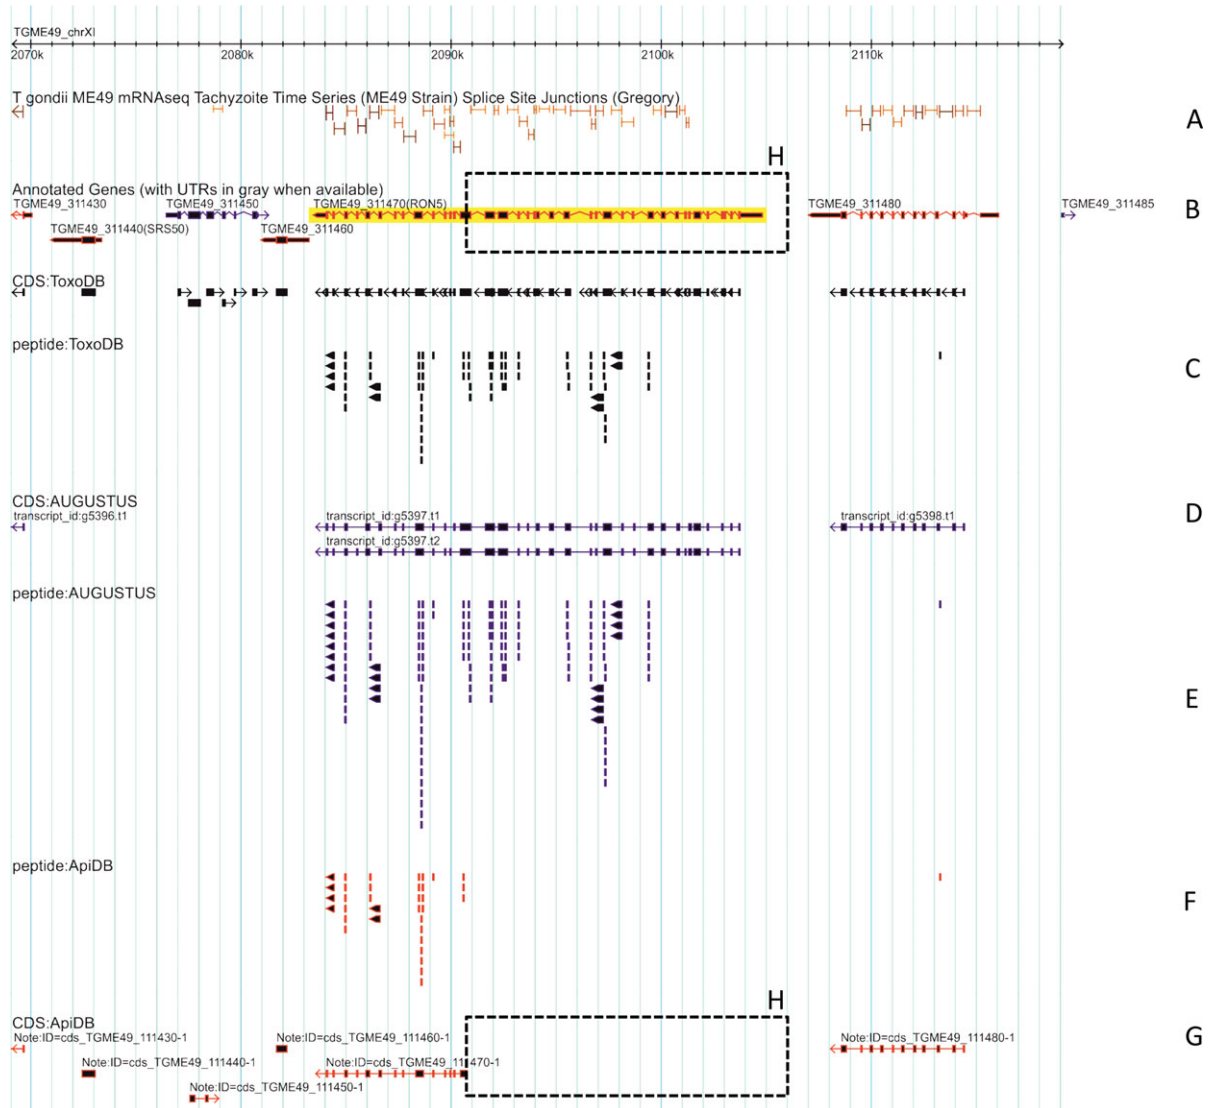 TGME49_chrXI
2070k 2080k 2090k 2100k 2110k
T gondii ME49 mRNAseq Tachyzoite Time Series (ME49 Strain) Splice Site Junctions (Gregory)
A
H
Annotated Genes (with UTRs in gray when available)
TGME49_311430 TGME49_311450 TGME49_311470(RON5) TGME49_311480 TGME49_311485
B
TGME49_311440(SRS50) TGME49_311460
CDS:ToxoDB
peptide:ToxoDB
C
CDS:AUGUSTUS
transcript_id:g5396.t1 transcript_id:g5397.t1 transcript_id:g5398.t1
D
transcript_id:g5397.t2
peptide:AUGUSTUS
E
peptide:ApiDB
F
H
CDS:ApiDB
Note:ID=cds_TGME49_111430-1 Note:ID=cds_TGME49_111460-1 Note:ID=cds_TGME49_111480-1
G
Note:ID=cds_TGME49_111440-1 Note:ID=cds_TGME49_111470-1
Note:ID=cds_TGME49_111450-1